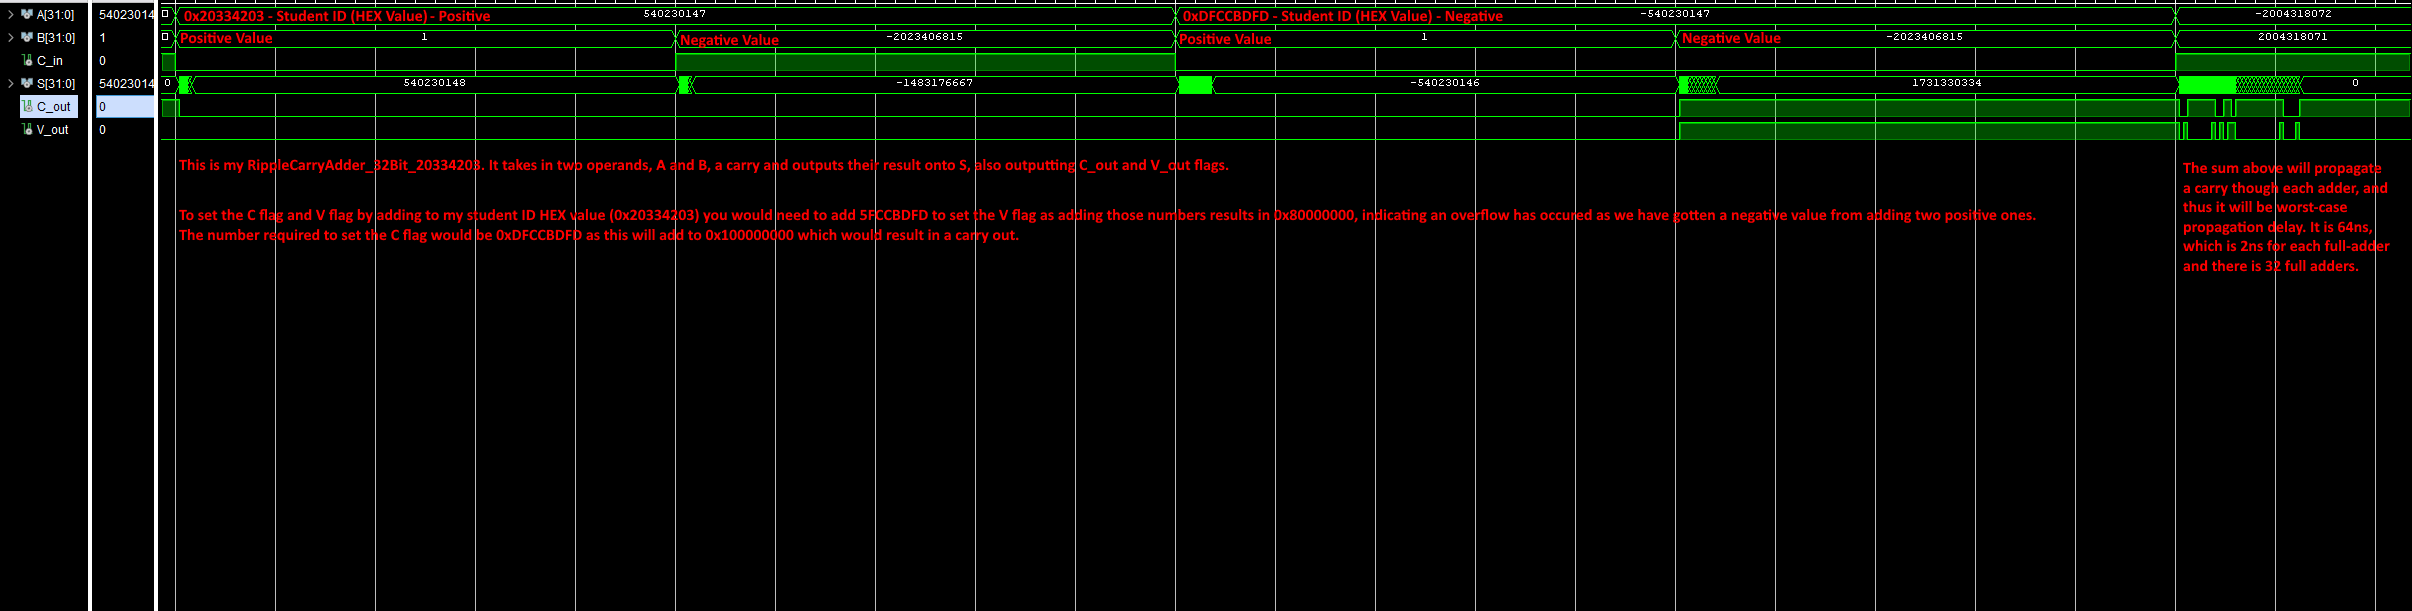 A[31:0] 54023014 0x20334203 - Student ID (HEX Value) - Positive 540230147 0xDFCCBDFD - Student ID (HEX Value) - Negative -540230147 -2004318072
B[31:0] 1 Positive Value 1 Negative Value -2023406815 Positive Value 1 Negative Value -2023406815 2004318071
C_in 0
S[31:0] 54023014 0 540230148 -1483176667 -540230146 1731330334 0
C_out 0
V_out 0
This is my RippleCarryAdder_32Bit_20334203. It takes in two operands, A and B, a carry and outputs their result onto S, also outputting C_out and V_out flags.
To set the C flag and V flag by adding to my student ID HEX value (0x20334203) you would need to add 5FCCBDFD to set the V flag as adding those numbers results in 0x80000000, indicating an overflow has occured as we have gotten a negative value from adding two positive ones.
The number required to set the C flag would be 0xDFCCBDFD as this will add to 0x100000000 which would result in a carry out.
The sum above will propagate
a carry though each adder, and
thus it will be worst-case
propagation delay. It is 64ns,
which is 2ns for each full-adder
and there is 32 full adders.